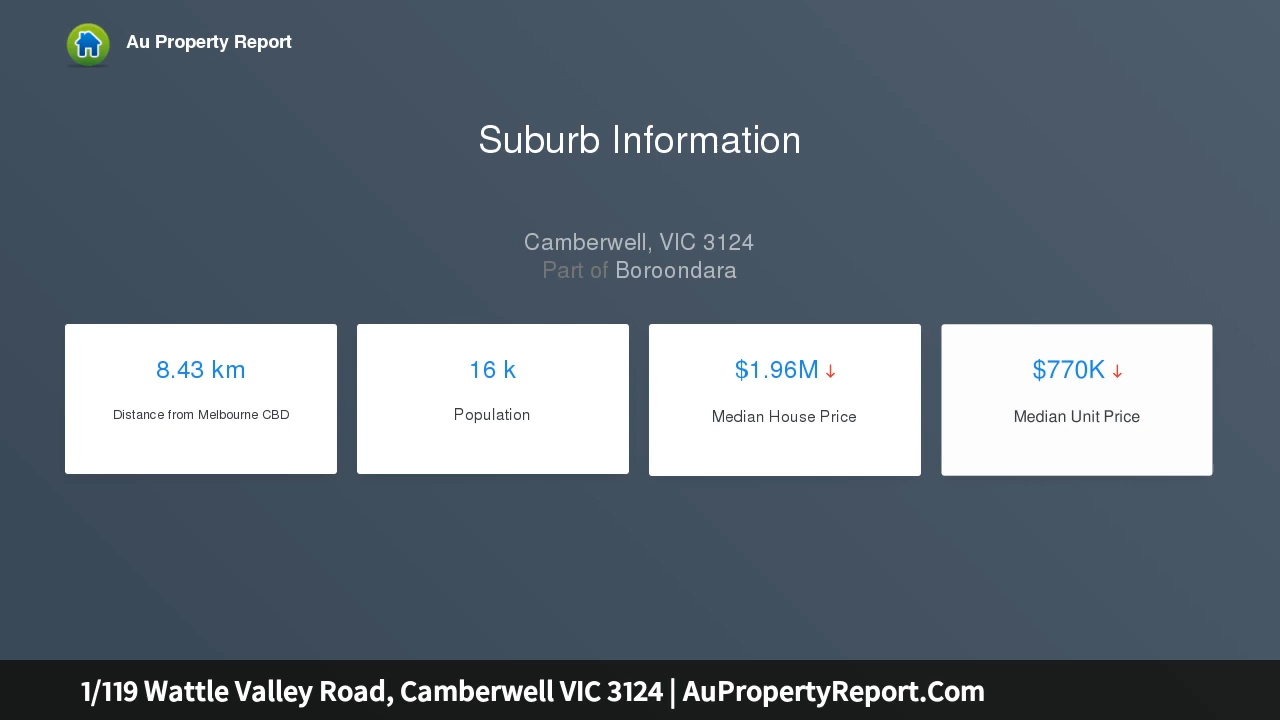 Au Property Report
Suburb Information
Camberwell, VIC 3124
Part of Boroondara
8.43 km
Distance from Melbourne CBD
16 k
Population
$1.96M ↓
Median House Price
$770K ↓
Median Unit Price
1/119 Wattle Valley Road, Camberwell VIC 3124 | AuPropertyReport.Com